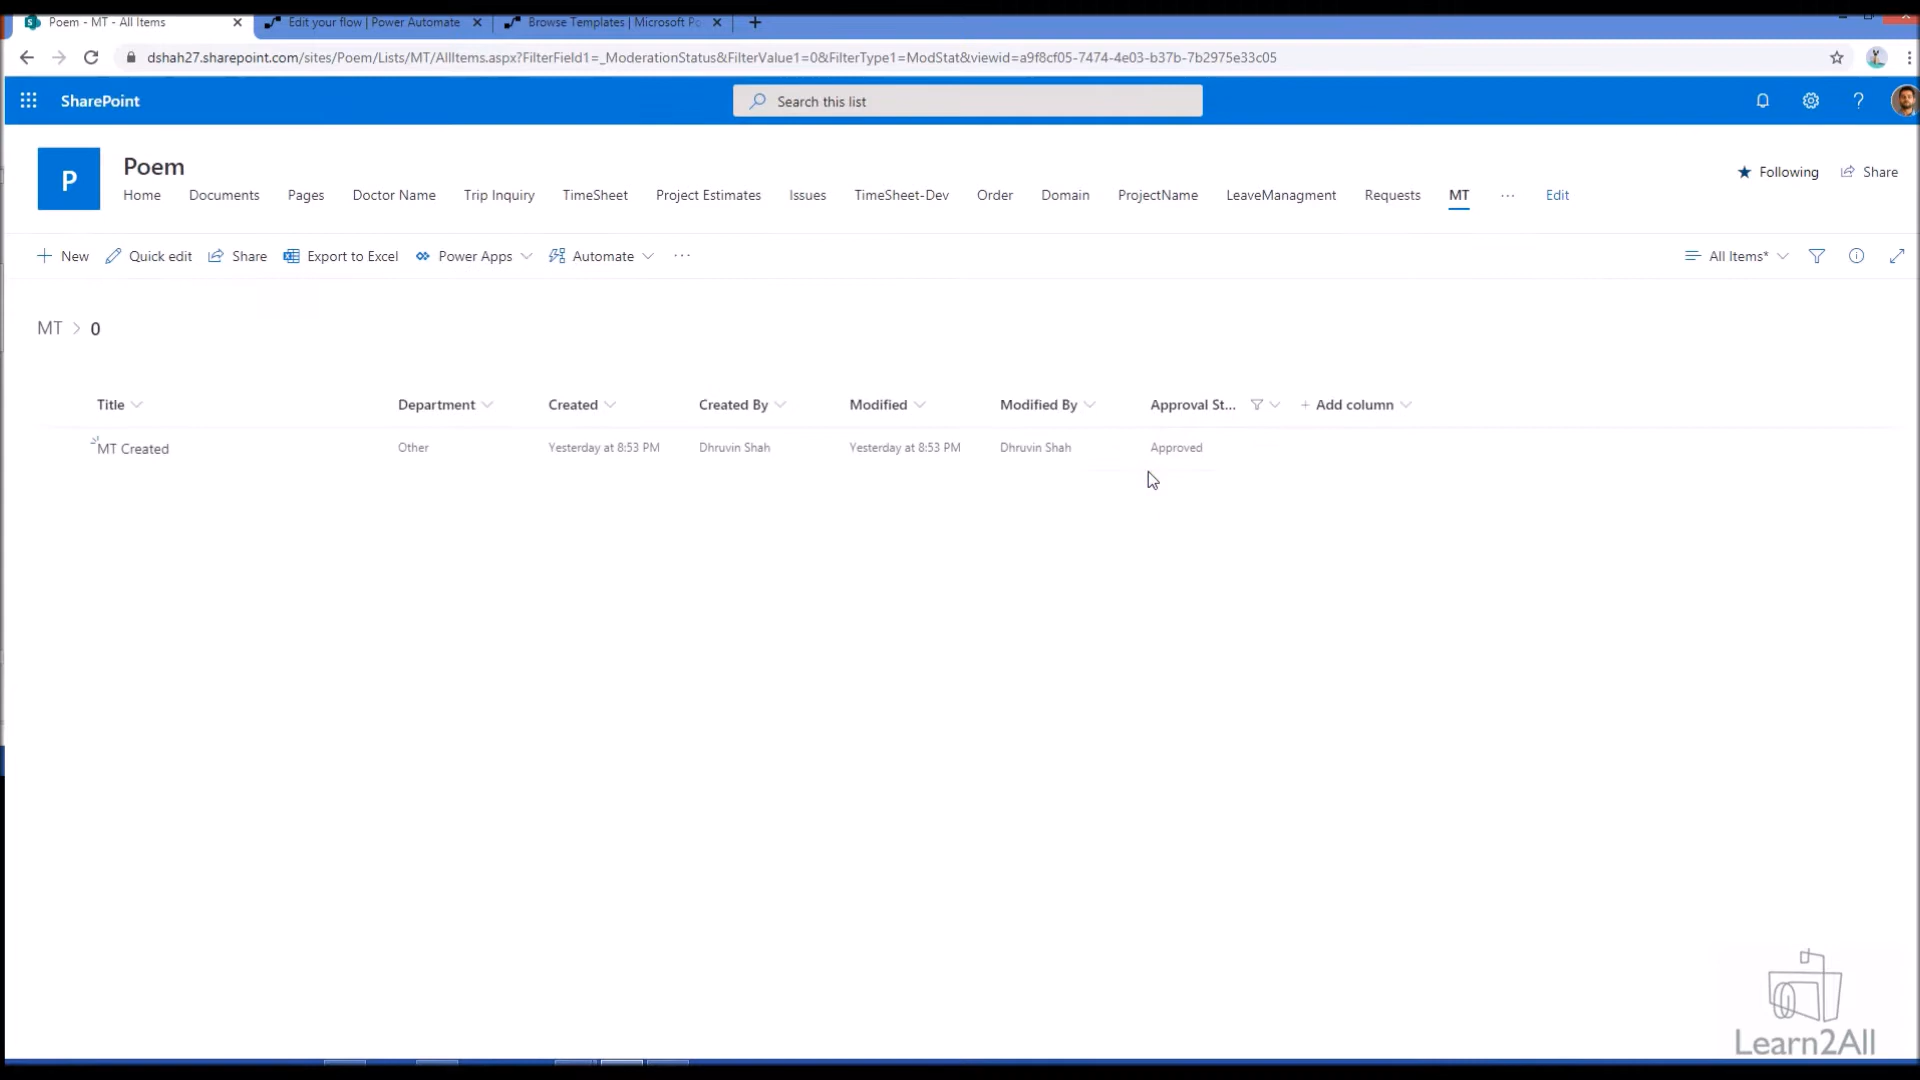 Poem - MT - All Items
Edit your flow | Power Automate
Browse Templates | Microsoft Po
dshah27.sharepoint.com/sites/Poem/Lists/MT/AllItems.aspx?FilterField1=_ModerationStatus&FilterValue1=0&FilterType1=ModStat&viewid=a9f8cf05-7474-4e03-b37b-7b2975e33c05
SharePoint
Search this list
P
Poem
Following
Share
Home
Documents
Pages
Doctor Name
Trip Inquiry
TimeSheet
Project Estimates
Issues
TimeSheet-Dev
Order
Domain
ProjectName
LeaveManagment
Requests
MT
...
Edit
New
Quick edit
Share
Export to Excel
Power Apps
Automate
...
All Items*
MT > 0
Title
Department
Created
Created By
Modified
Modified By
Approval St...
+ Add column
MT Created
Other
Yesterday at 8:53 PM
Dhruvin Shah
Yesterday at 8:53 PM
Dhruvin Shah
Approved
Learn2All